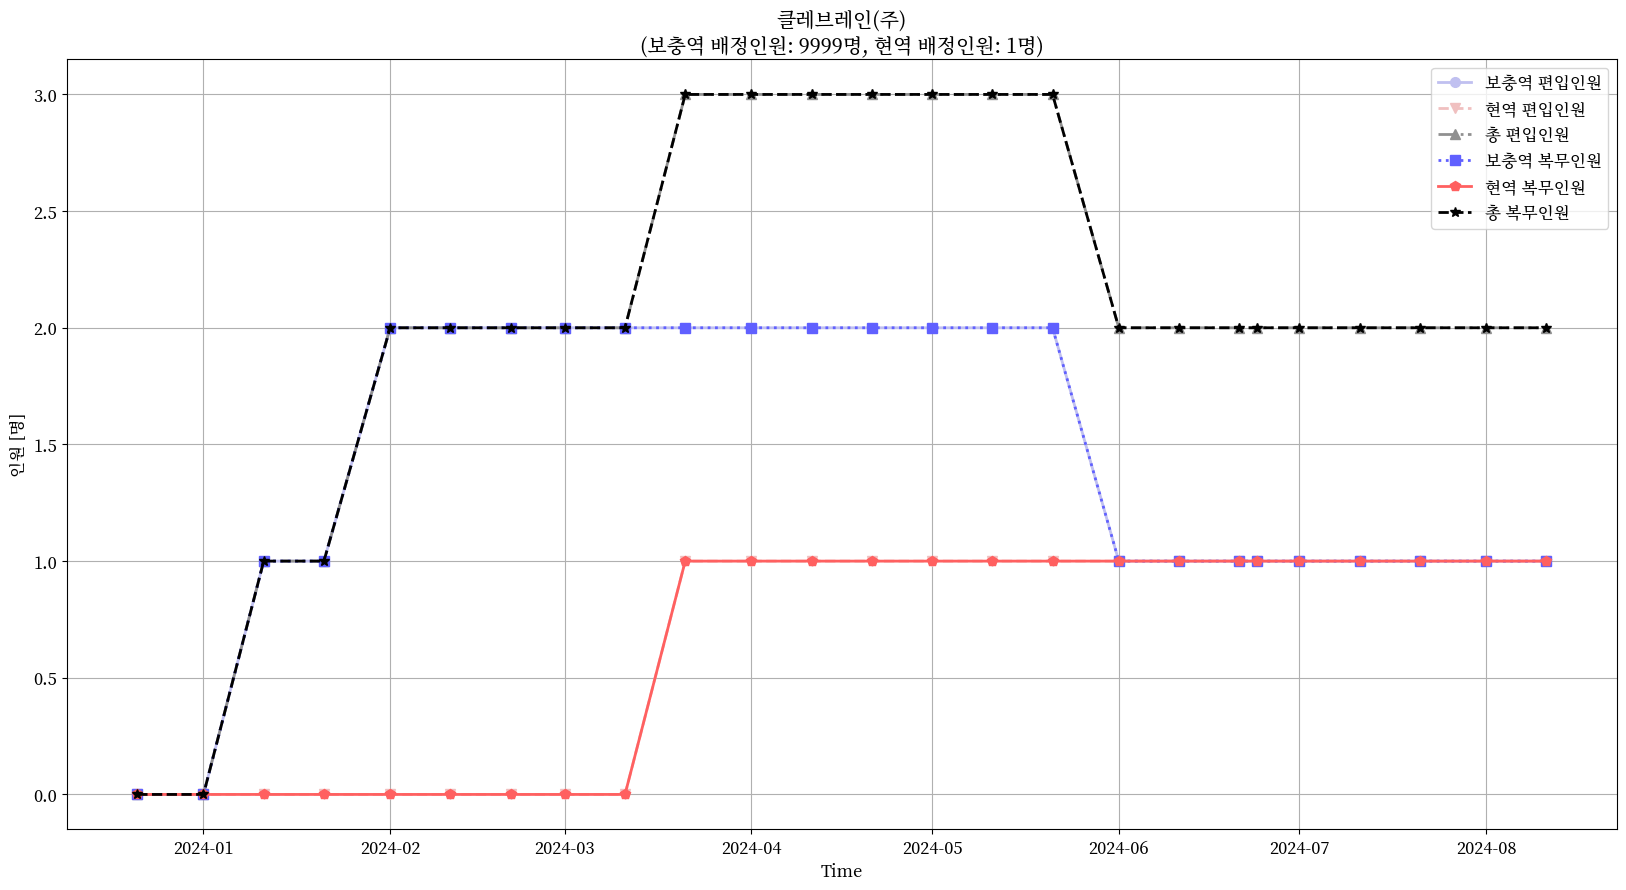 클레브레인(주)
(보충역 배정인원: 9999명, 현역 배정인원: 1명)
보충역 편입인원
현역 편입인원
총 편입인원
보충역 복무인원
현역 복무인원
총 복무인원
인원 [명]
3.0
2.5
2.0
1.5
1.0
0.5
0.0
2024-01
2024-02
2024-03
2024-04
2024-05
2024-06
2024-07
2024-08
Time